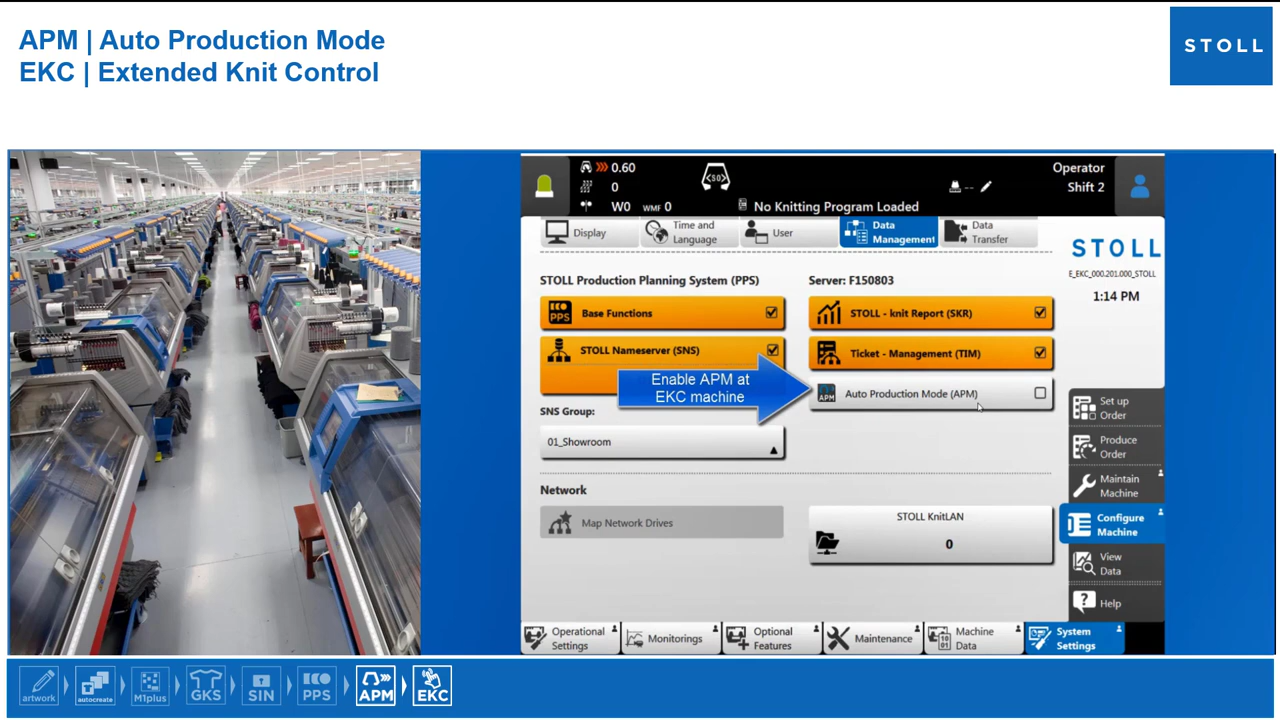 APM | Auto Production Mode
EKC | Extended Knit Control
STOLL
0.60
0
W0 WMF 0
<SO>
No Knitting Program Loaded
--
Operator
Shift 2
Display
Time and
Language
User
Data
Management
Data
Transfer
STOLL
E_EKC_000.201.000_STOLL
1:14 PM
STOLL Production Planning System (PPS)
Server: F150803
PPS
Base Functions
STOLL - knit Report (SKR)
STOLL Nameserver (SNS)
Ticket - Management (TIM)
Enable APM at
EKC machine
APM
Auto Production Mode (APM)
SNS Group:
01_Showroom
Network
Map Network Drives
STOLL KnitLAN
0
Set up
Order
Produce
Order
Maintain
Machine
Configure
Machine
View
Data
Help
Operational
Settings
Monitorings
Optional
Features
Maintenance
Machine
Data
System
Settings
artwork
autocreate
M1plus
GKS
SIN
PPS
APM
EKC